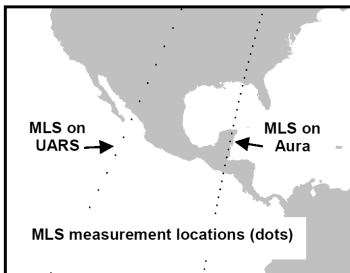 MLS on
UARS
MLS on
Aura
MLS measurement locations (dots)